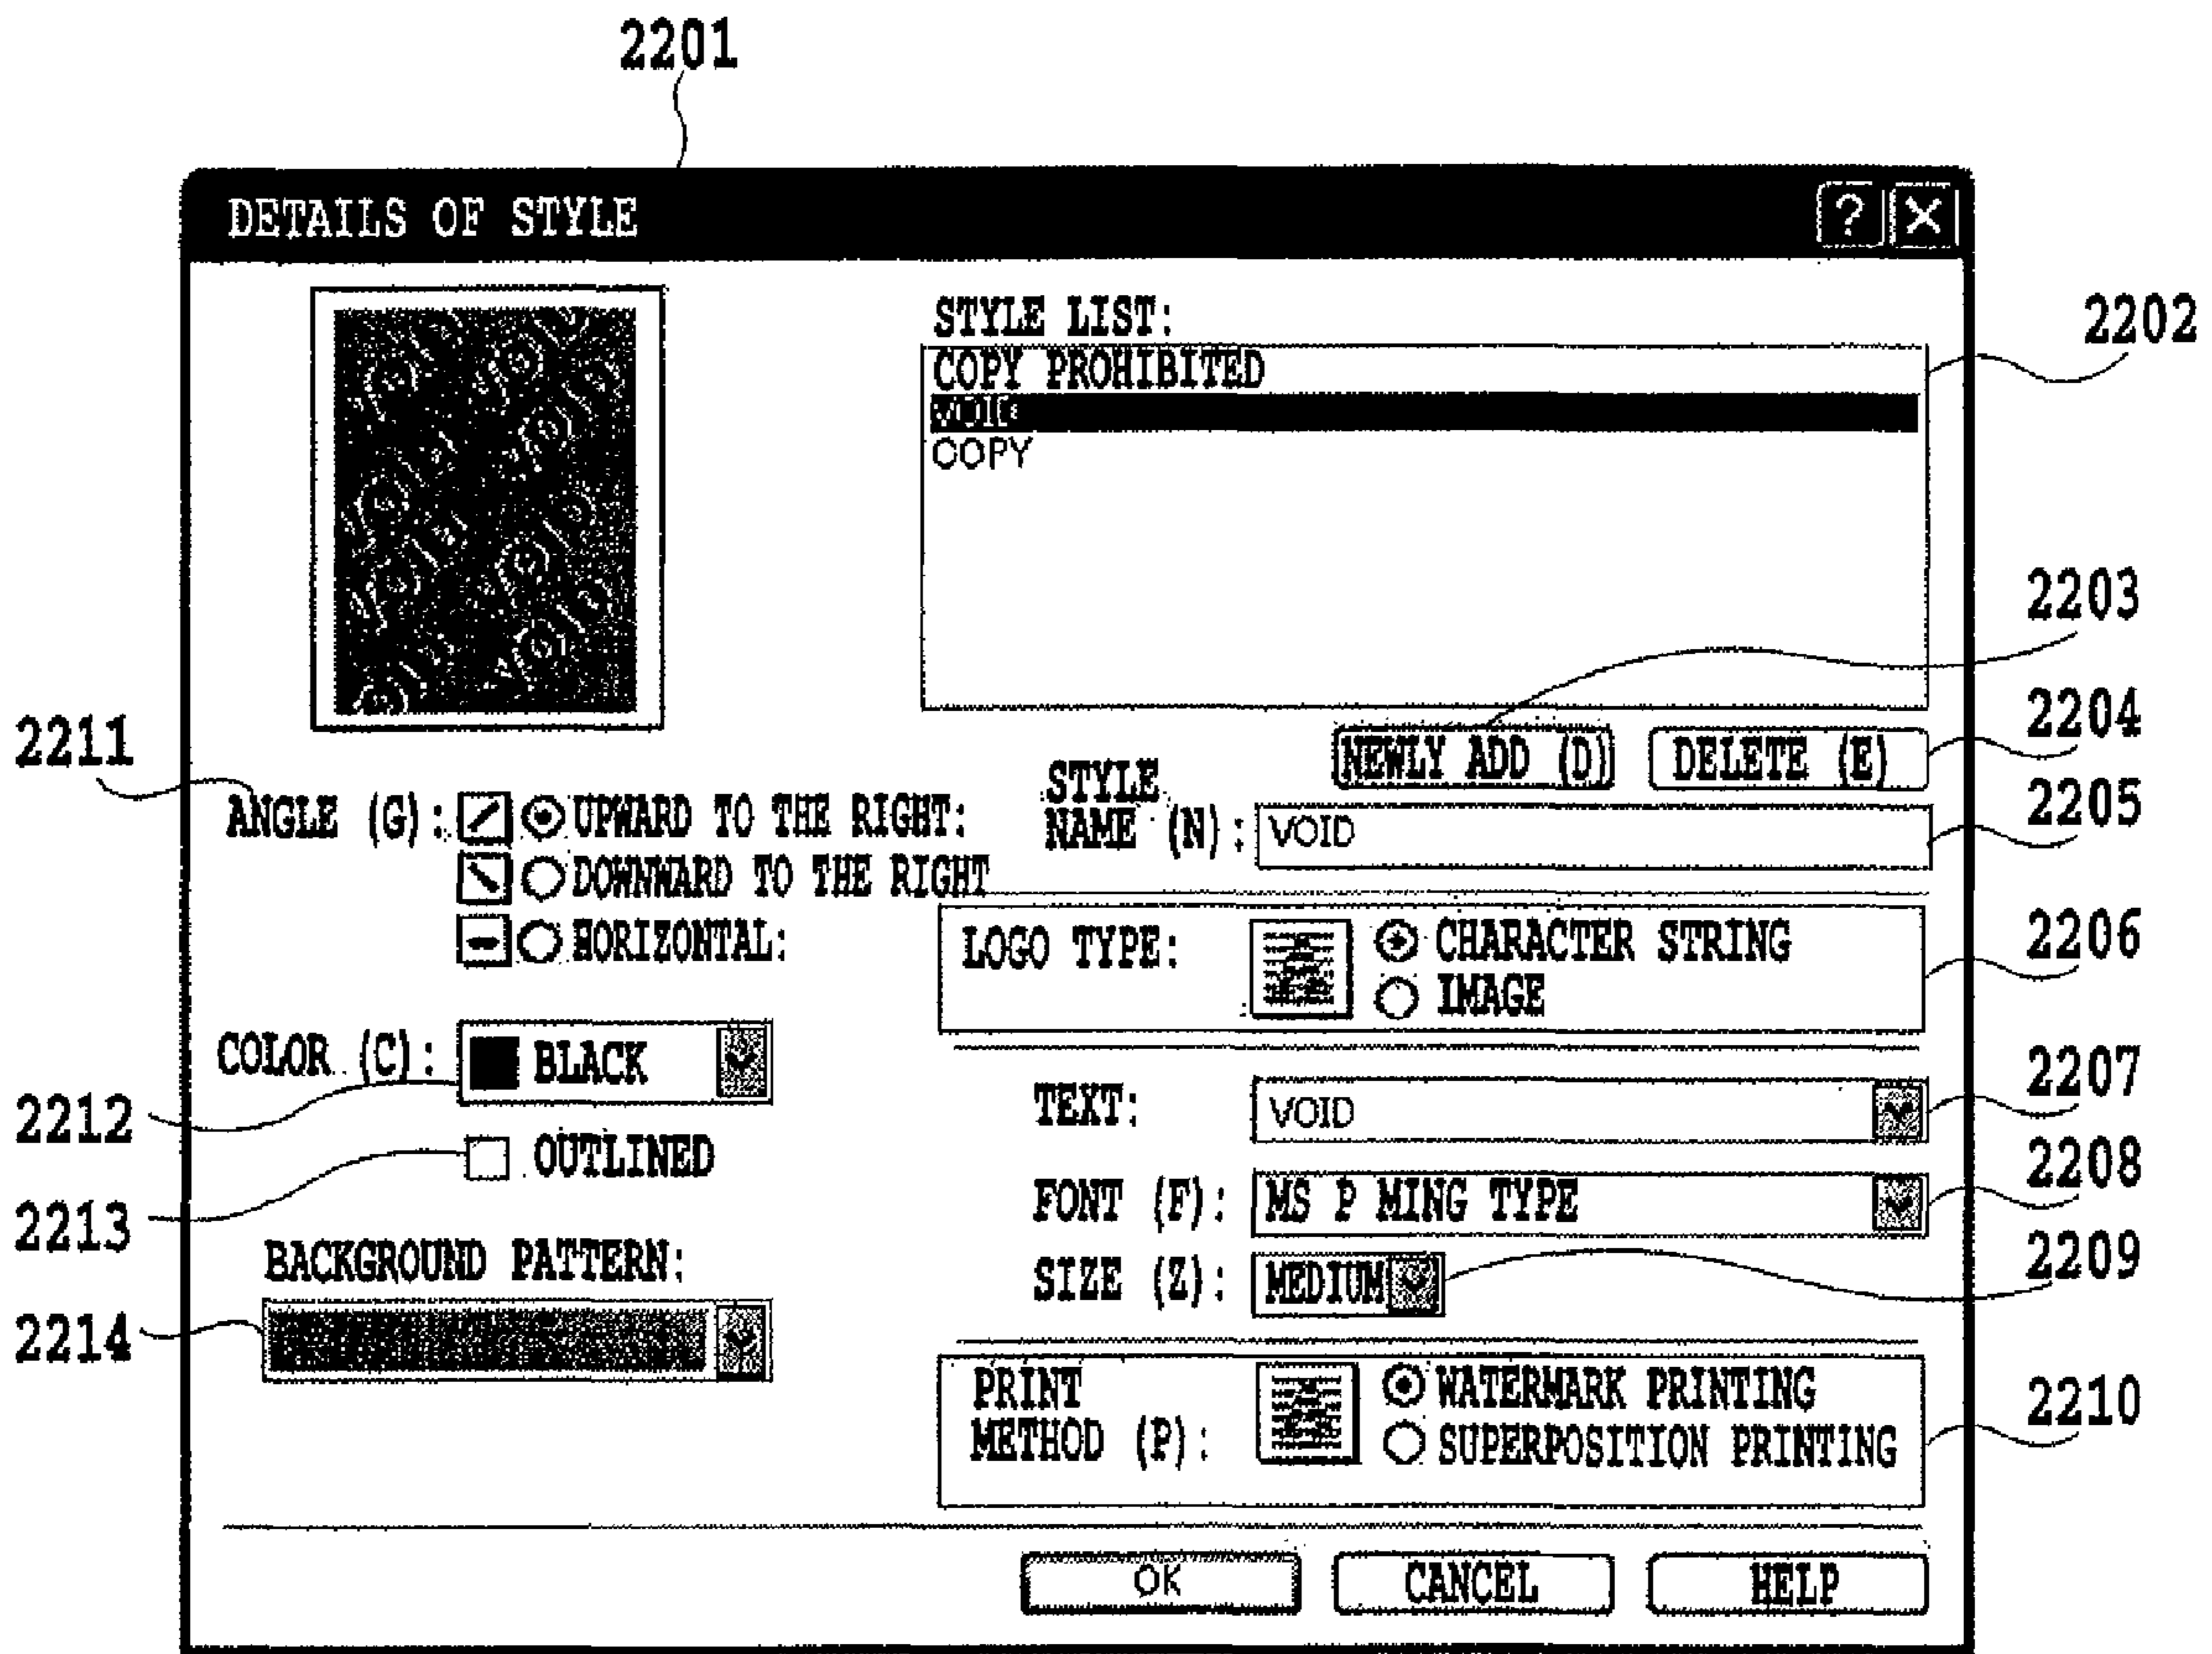 2201
DETAILS OF STYLE
? X
STYLE LIST:
2202
COPY PROHIBITED
VOID
COPY
2203
2204
NEWLY ADD (D) DELETE (E)
2211
2205
STYLE
NAME (N): VOID
ANGLE (G): UPWARD TO THE RIGHT:
DOWNWARD TO THE RIGHT
HORIZONTAL:
2206
LOGO TYPE: CHARACTER STRING
IMAGE
COLOR (C): BLACK
2207
TEXT: VOID
2212
OUTLINED
2208
FONT (F): MS P MING TYPE
2213
2209
BACKGROUND PATTERN:
SIZE (Z): MEDIUM
2214
PRINT
METHOD (P): WATERMARK PRINTING
SUPERPOSITION PRINTING
2210
OK CANCEL HELP